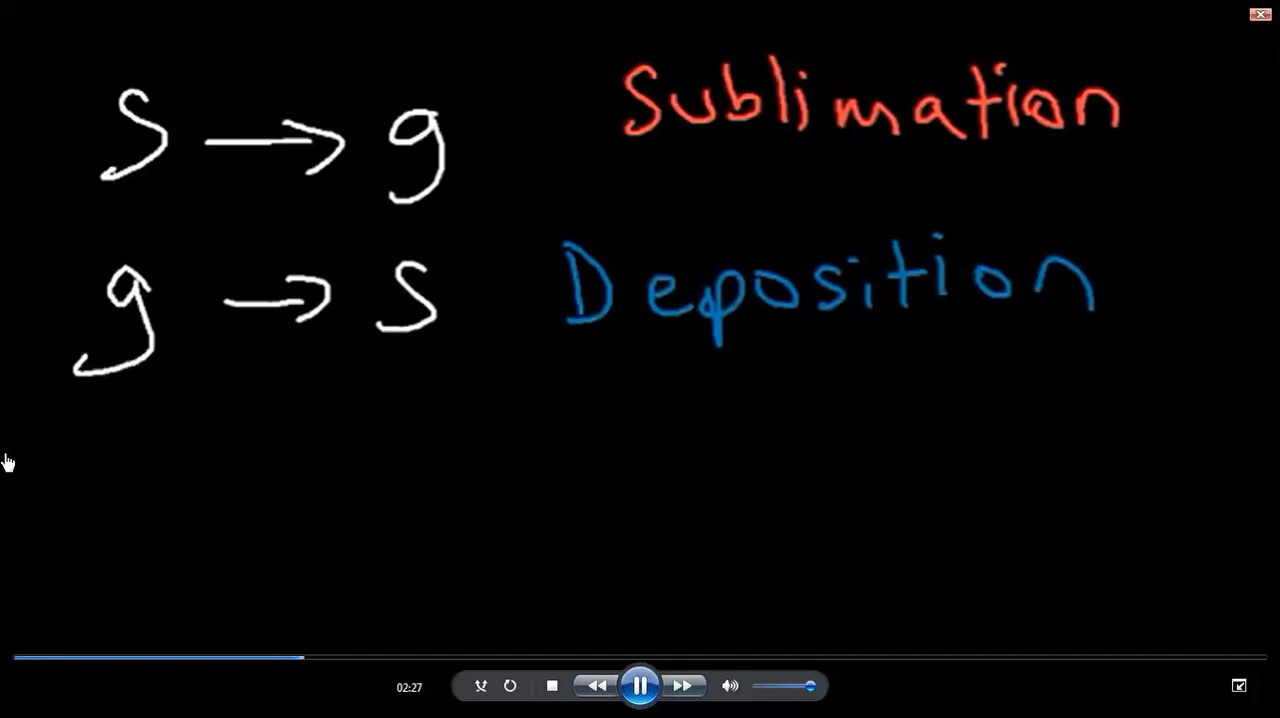 S → g Sublimation
g → S Deposition
02:27